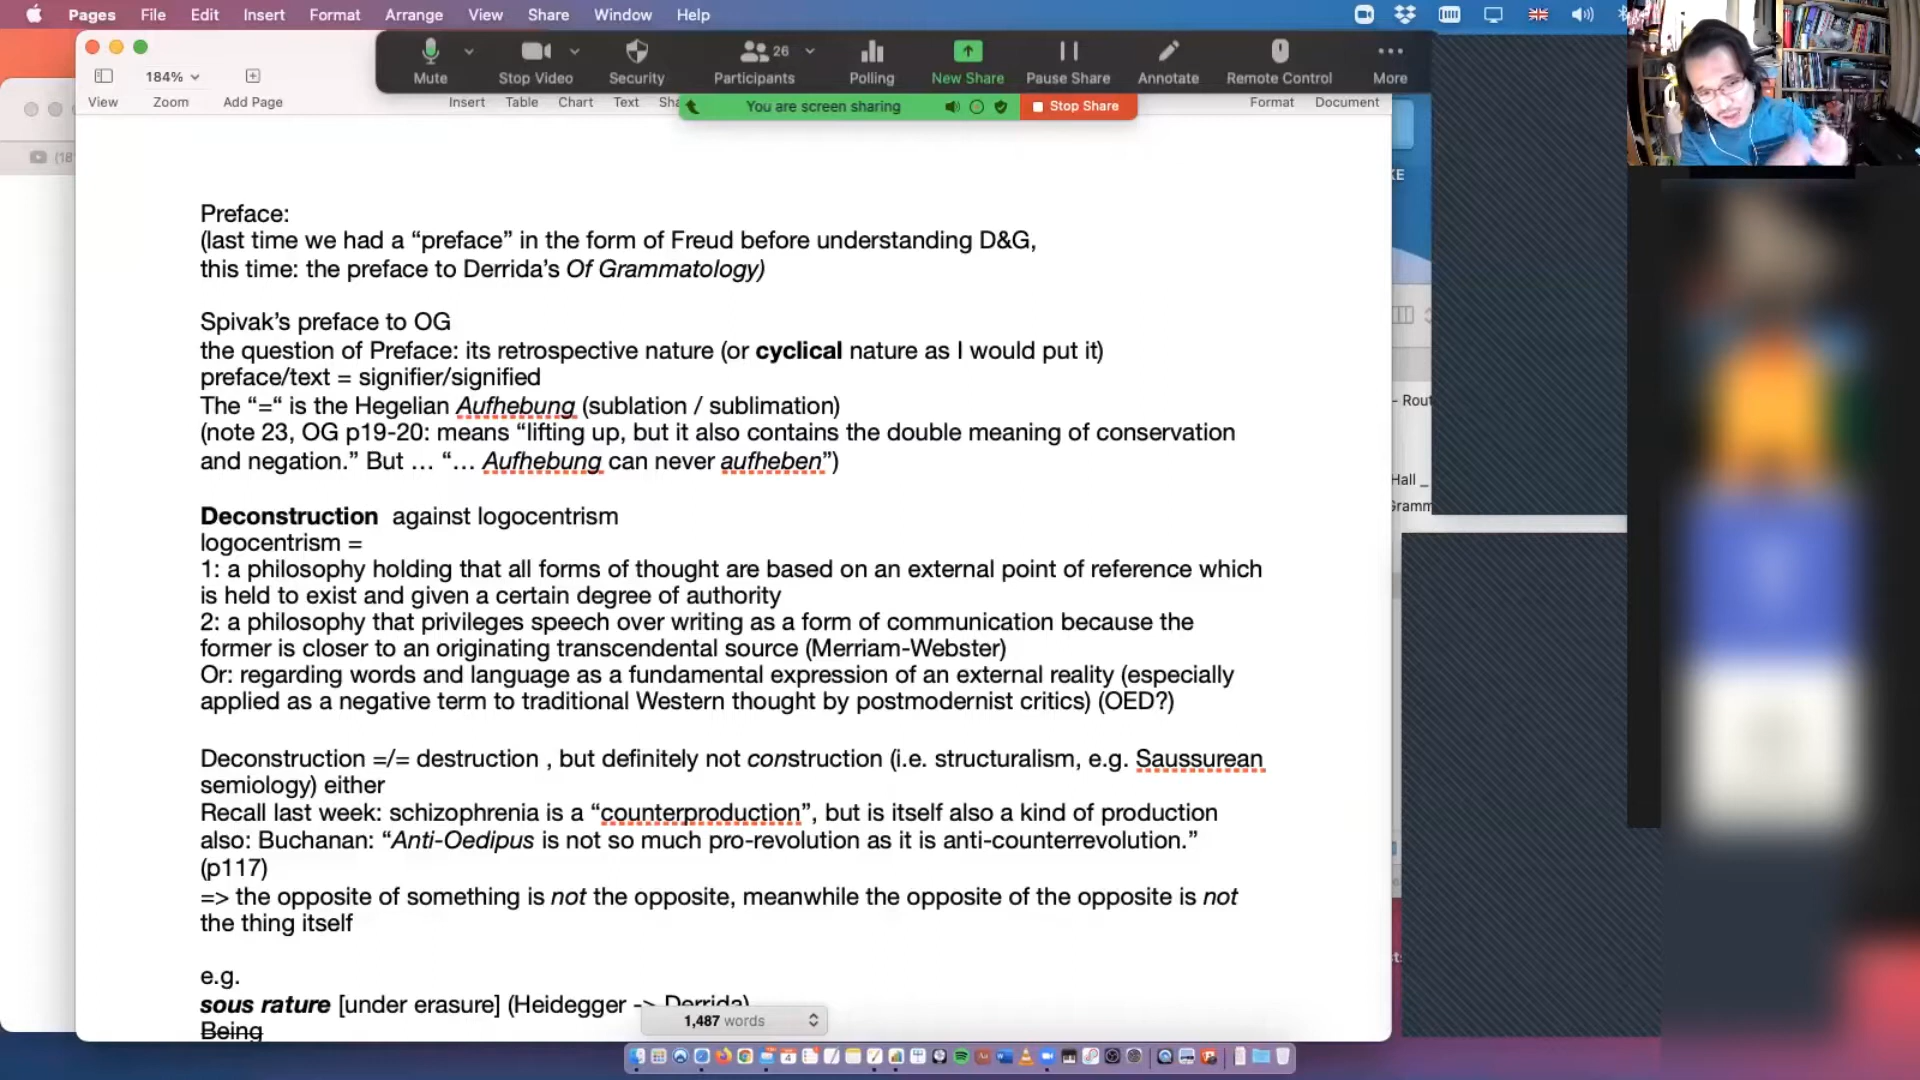 Pages File Edit Insert Format Arrange View Share Window Help
184%
View Zoom Add Page
Mute Stop Video Security 26 Participants Polling New Share Pause Share Annotate Remote Control More
Insert Table Chart Text Format Document
You are screen sharing Stop Share
Preface:
(last time we had a “preface” in the form of Freud before understanding D&G,
this time: the preface to Derrida’s Of Grammatology)
Spivak’s preface to OG
the question of Preface: its retrospective nature (or cyclical nature as I would put it)
preface/text = signifier/signified
The “=“ is the Hegelian Aufhebung (sublation / sublimation)
(note 23, OG p19-20: means “lifting up, but it also contains the double meaning of conservation
and negation.” But … “… Aufhebung can never aufheben”)
Deconstruction against logocentrism
logocentrism =
1: a philosophy holding that all forms of thought are based on an external point of reference which
is held to exist and given a certain degree of authority
2: a philosophy that privileges speech over writing as a form of communication because the
former is closer to an originating transcendental source (Merriam-Webster)
Or: regarding words and language as a fundamental expression of an external reality (especially
applied as a negative term to traditional Western thought by postmodernist critics) (OED?)
Deconstruction =/= destruction , but definitely not construction (i.e. structuralism, e.g. Saussurean
semiology) either
Recall last week: schizophrenia is a “counterproduction”, but is itself also a kind of production
also: Buchanan: “Anti-Oedipus is not so much pro-revolution as it is anti-counterrevolution.”
(p117)
=> the opposite of something is not the opposite, meanwhile the opposite of the opposite is not
the thing itself
e.g.
sous rature [under erasure] (Heidegger -> Derrida)
Being
1,487 words